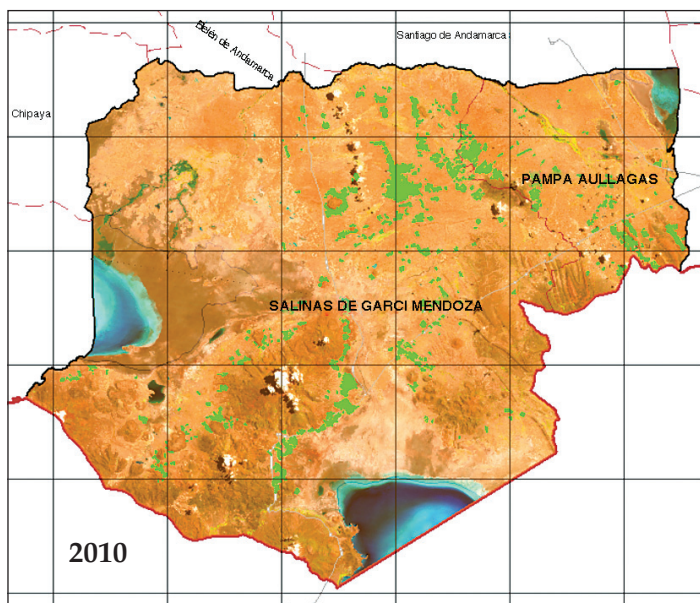 Belén de Andamarca
Santiago de Andamarca
Chipaya
PAMPA AULLAGAS
SALINAS DE GARCI MENDOZA
2010